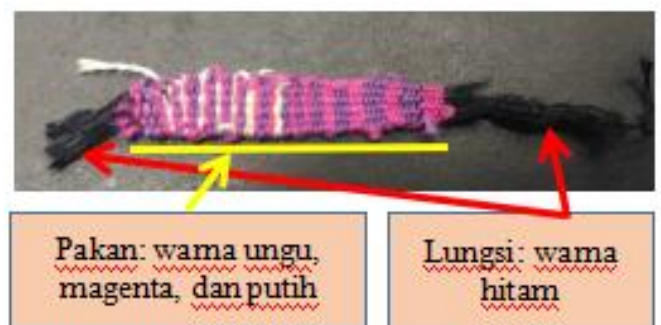 Pakan: warna ungu,
magenta, dan putih
Lungsi: warna
hitam